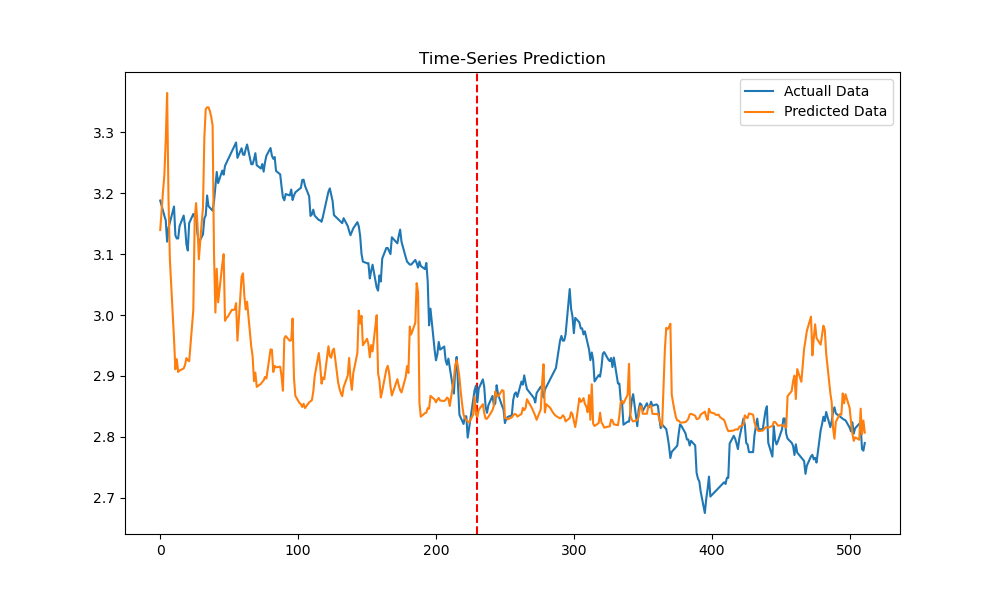 Time-Series Prediction
Actuall Data
Predicted Data
3.3
3.2
3.1
3.0
2.9
2.8
2.7
0 100 200 300 400 500